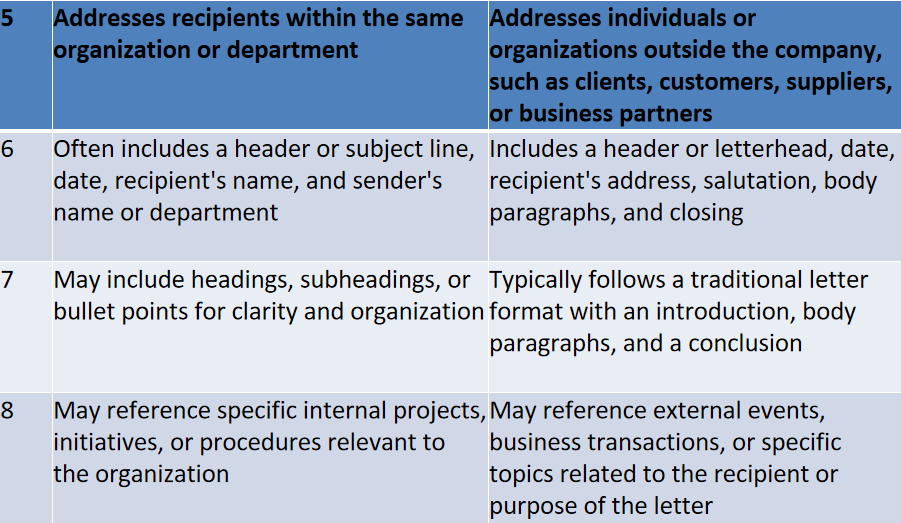 5
Addresses recipients within the same
organization or department
Addresses individuals or
organizations outside the company,
such as clients, customers, suppliers,
or business partners
6
Often includes a header or subject line,
date, recipient's name, and sender's
name or department
Includes a header or letterhead, date,
recipient's address, salutation, body
paragraphs, and closing
7
May include headings, subheadings, or
bullet points for clarity and organization
Typically follows a traditional letter
format with an introduction, body
paragraphs, and a conclusion
8
May reference specific internal projects,
initiatives, or procedures relevant to
the organization
May reference external events,
business transactions, or specific
topics related to the recipient or
purpose of the letter